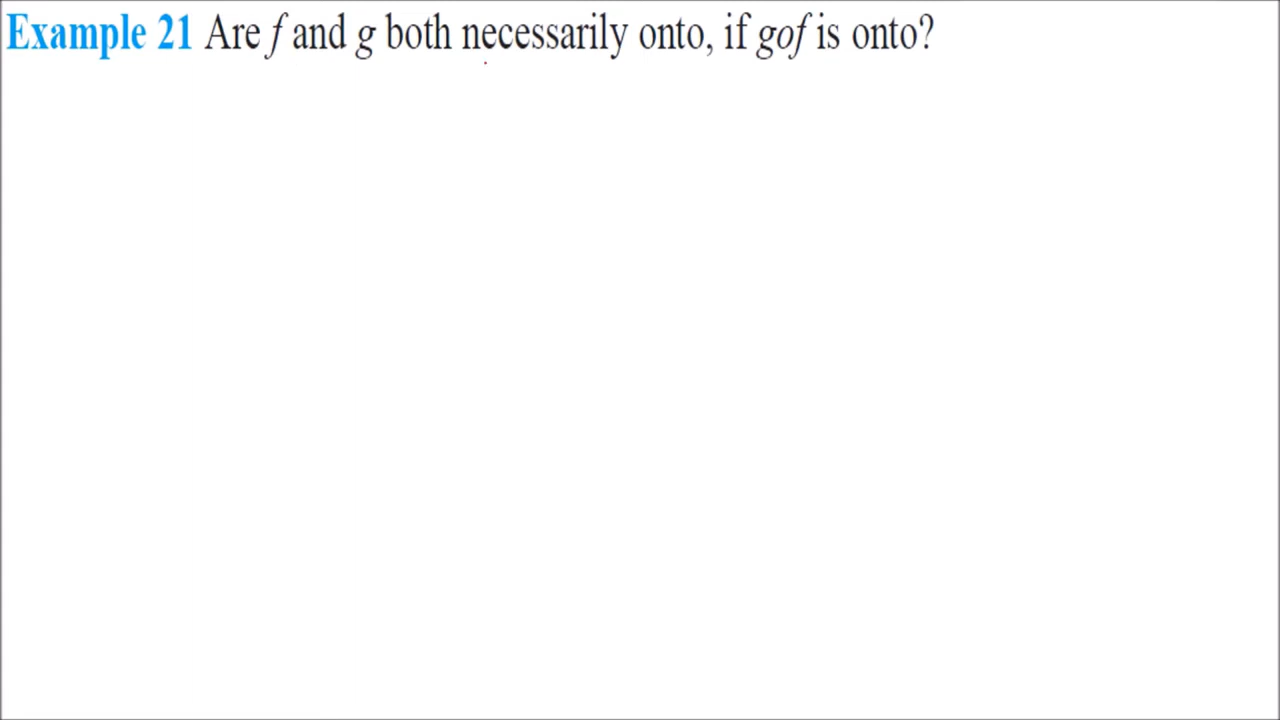 Example 21 Are f and g both necessarily onto, if gof is onto?